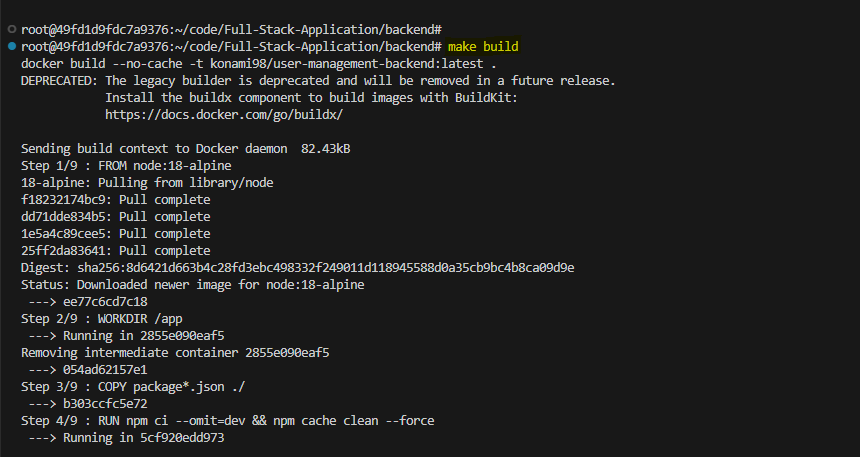 root@49fd1d9fdc7a9376:~/code/Full-Stack-Application/backend#
root@49fd1d9fdc7a9376:~/code/Full-Stack-Application/backend# make build
docker build --no-cache -t konami98/user-management-backend:latest .
DEPRECATED: The legacy builder is deprecated and will be removed in a future release.
            Install the buildx component to build images with BuildKit:
            https://docs.docker.com/go/buildx/

Sending build context to Docker daemon  82.43kB
Step 1/9 : FROM node:18-alpine
18-alpine: Pulling from library/node
f18232174bc9: Pull complete
dd71dde834b5: Pull complete
1e5a4c89cee5: Pull complete
25ff2da83641: Pull complete
Digest: sha256:8d6421d663b4c28fd3ebc498332f249011d118945588d0a35cb9bc4b8ca09d9e
Status: Downloaded newer image for node:18-alpine
 ---> ee77c6cd7c18
Step 2/9 : WORKDIR /app
 ---> Running in 2855e090eaf5
Removing intermediate container 2855e090eaf5
 ---> 054ad62157e1
Step 3/9 : COPY package*.json ./
 ---> b303ccfc5e72
Step 4/9 : RUN npm ci --omit=dev && npm cache clean --force
 ---> Running in 5cf920edd973